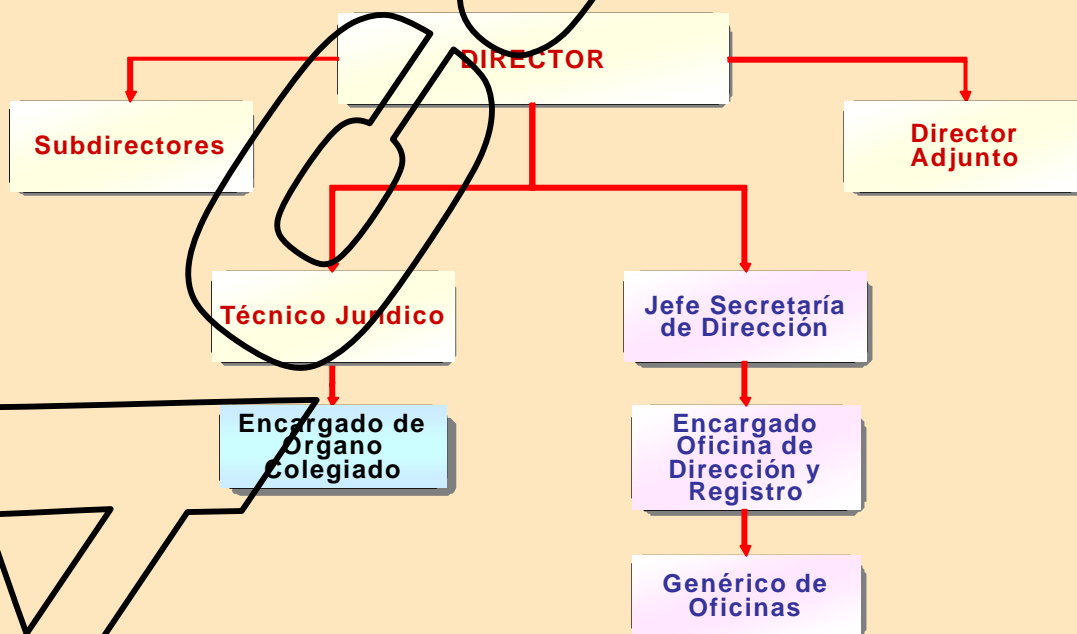 DIRECTOR
Subdirectores
Director
Adjunto
Técnico Jurídico
Jefe Secretaría
de Dirección
Encargado de
Organo
Colegiado
Encargado
Oficina de
Dirección y
Registro
Genérico de
Oficinas